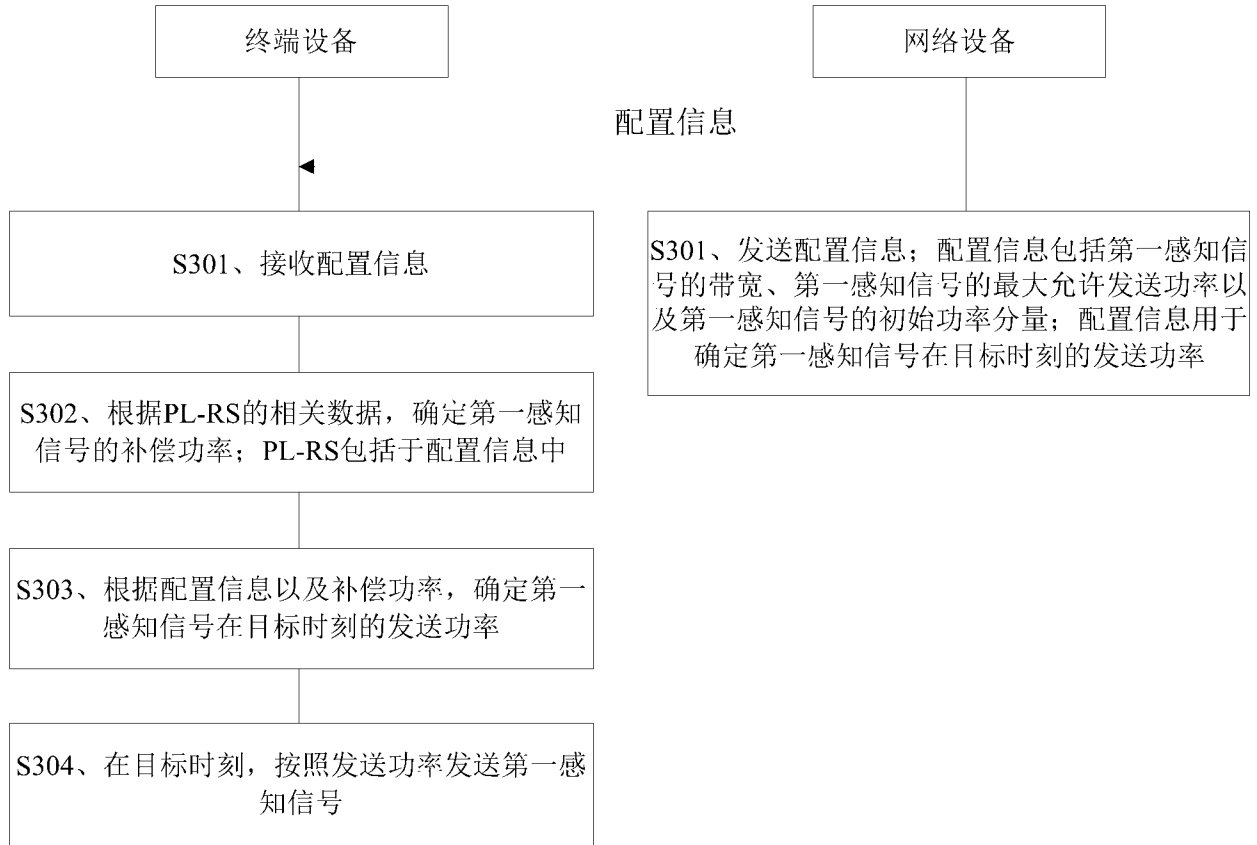 终端设备
网络设备
配置信息
S301、接收配置信息
S301、发送配置信息；配置信息包括第一感知信
号的带宽、第一感知信号的最大允许发送功率以
及第一感知信号的初始功率分量；配置信息用于
确定第一感知信号在目标时刻的发送功率
S302、根据PL-RS的相关数据，确定第一感知
信号的补偿功率；PL-RS包括于配置信息中
S303、根据配置信息以及补偿功率，确定第一
感知信号在目标时刻的发送功率
S304、在目标时刻，按照发送功率发送第一感
知信号